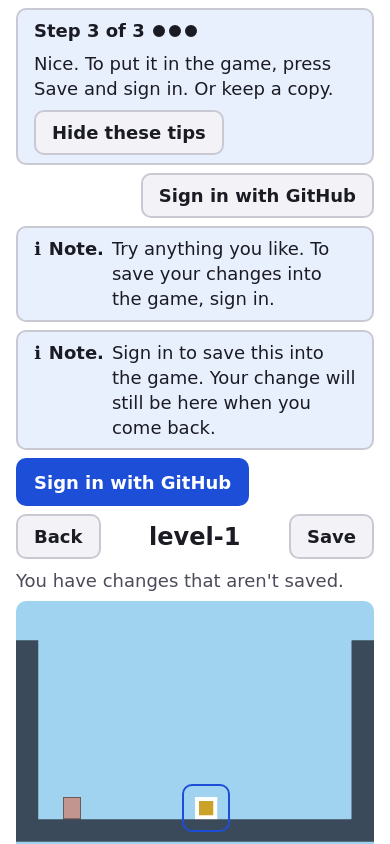 Step 3 of 3
Nice. To put it in the game, press
Save and sign in. Or keep a copy.
Hide these tips
Sign in with GitHub
ℹ Note. Try anything you like. To
save your changes into
the game, sign in.
ℹ Note. Sign in to save this into
the game. Your change will
still be here when you
come back.
Sign in with GitHub
Back level-1 Save
You have changes that aren't saved.